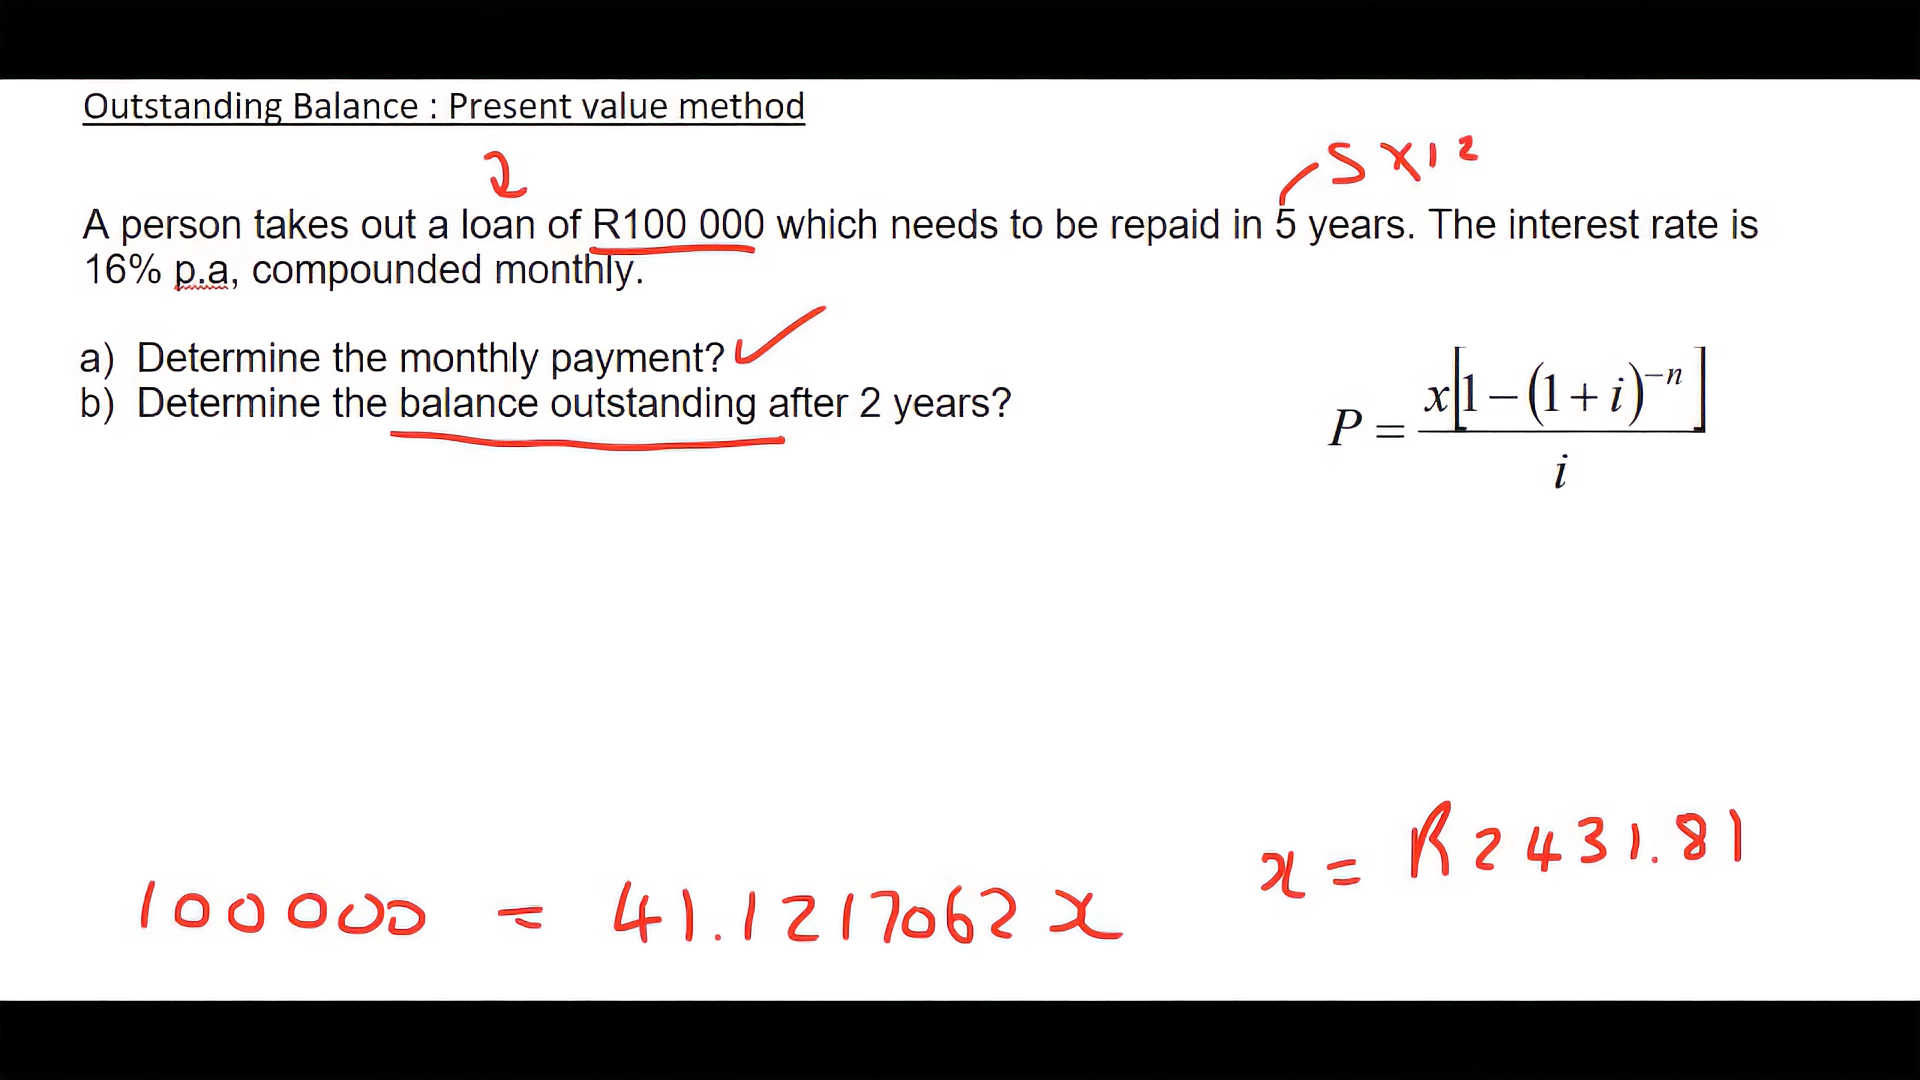 Outstanding Balance : Present value method
5 X 12
A person takes out a loan of R100 000 which needs to be repaid in 5 years. The interest rate is
16% p.a, compounded monthly.
a) Determine the monthly payment? ✓
b) Determine the balance outstanding after 2 years?
P = x[1 − (1 + i)^−n] / i
x = R2431.81
100000 = 41.1217062 x